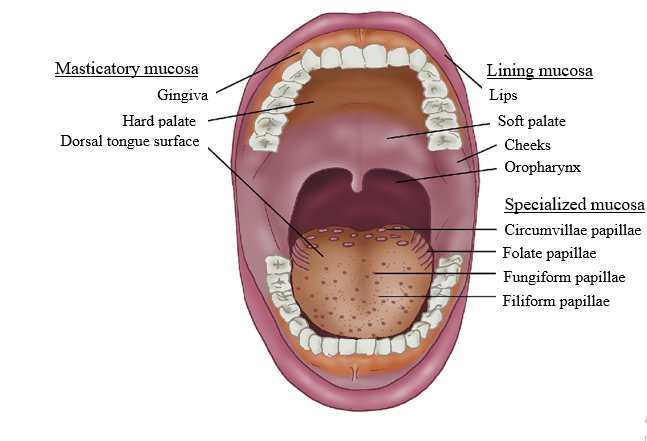 Masticatory mucosa
Gingiva
Hard palate
Dorsal tongue surface
Lining mucosa
Lips
Soft palate
Cheeks
Oropharynx
Specialized mucosa
Circumvillae papillae
Folate papillae
Fungiform papillae
Filiform papillae